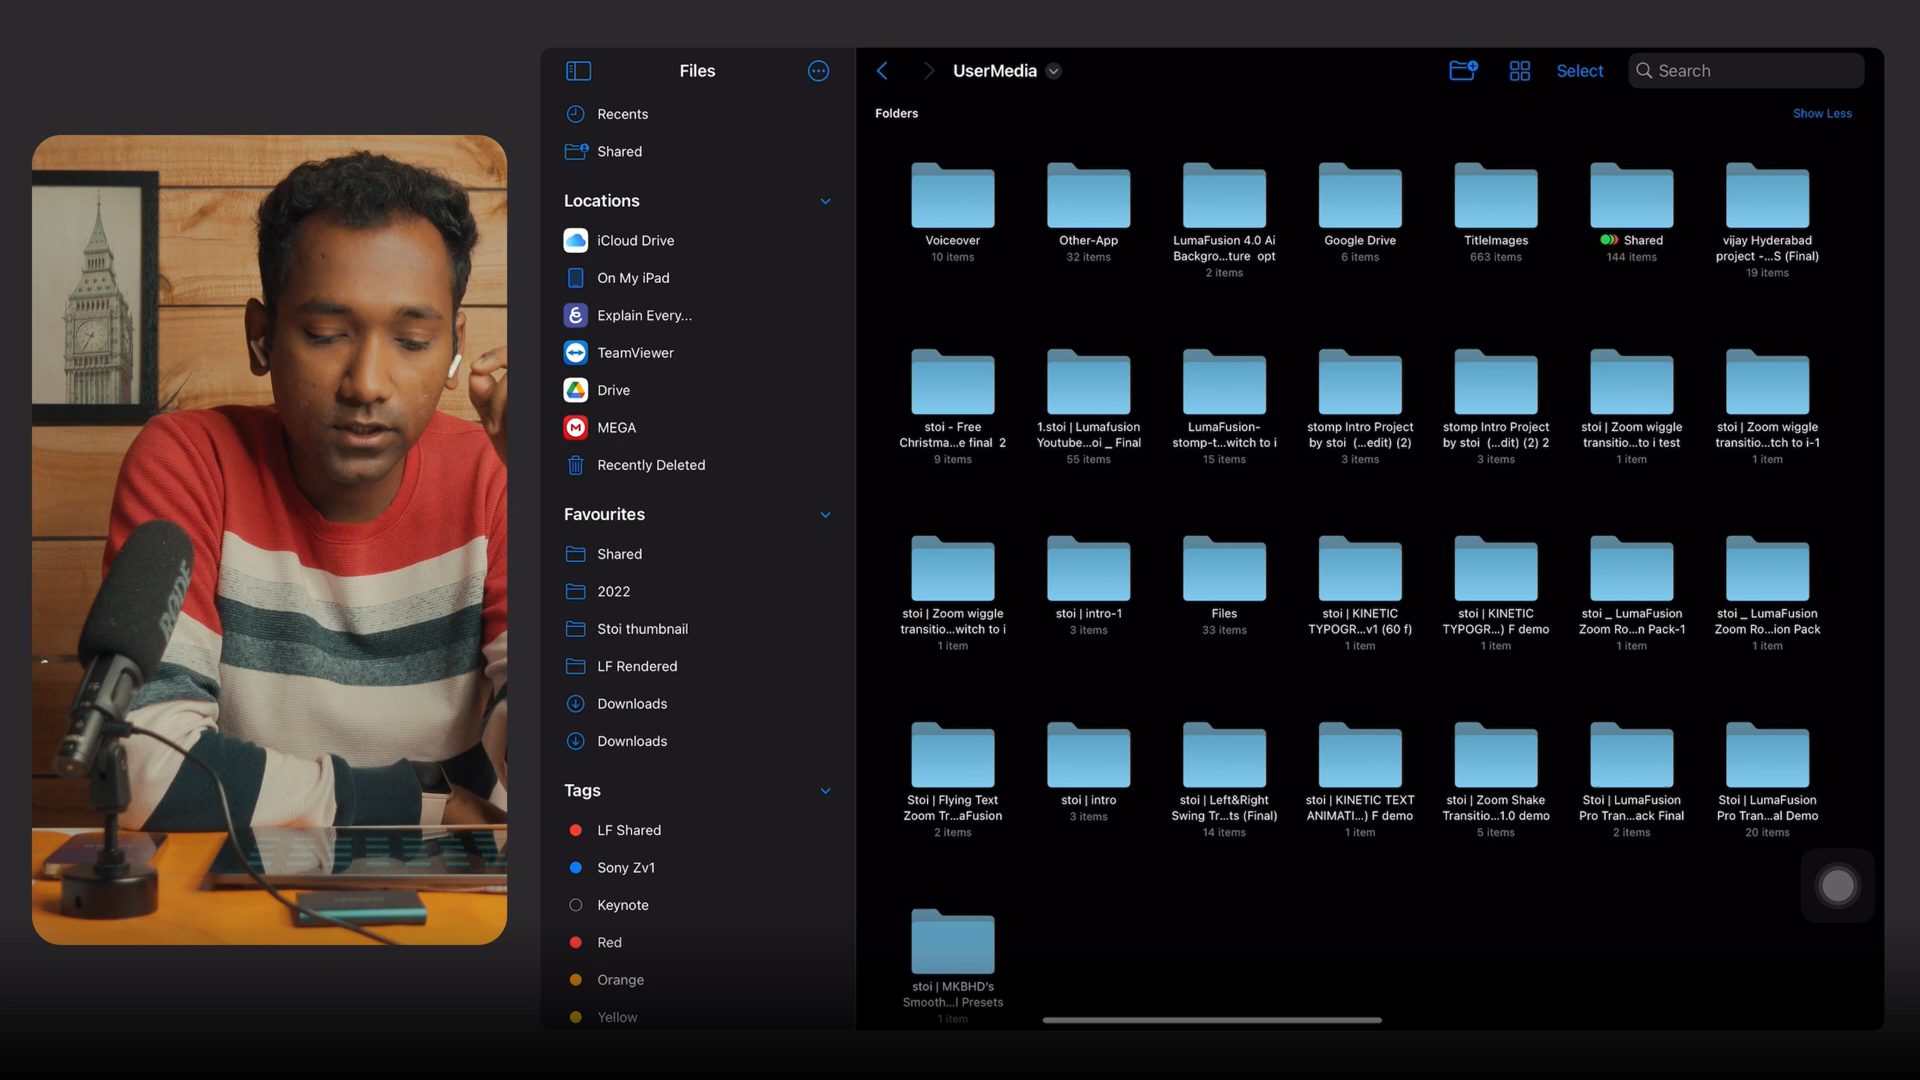 Files
Recents
Shared
Locations
iCloud Drive
On My iPad
Explain Every...
TeamViewer
Drive
MEGA
Recently Deleted
Favourites
Shared
2022
Stoi thumbnail
LF Rendered
Downloads
Downloads
Tags
LF Shared
Sony Zv1
Keynote
Red
Orange
Yellow
UserMedia
Select
Search
Folders
Show Less
Voiceover
10 items
Other-App
32 items
LumaFusion 4.0 Ai
Backgro...ture opt
2 items
Google Drive
6 items
TitleImages
663 items
Shared
144 items
vijay Hyderabad
project -...S (Final)
19 items
stoi - Free
Christma...e final 2
9 items
1.stoi | Lumafusion
Youtube...oi _ Final
55 items
LumaFusion-
stomp-t...witch to i
15 items
stomp Intro Project
by stoi (...edit) (2)
3 items
stomp Intro Project
by stoi (...dit) (2) 2
3 items
stoi | Zoom wiggle
transitio...to i test
1 item
stoi | Zoom wiggle
transitio...tch to i-1
1 item
stoi | Zoom wiggle
transitio...witch to i
1 item
stoi | intro-1
3 items
Files
33 items
stoi | KINETIC
TYPOGR...v1 (60 f)
1 item
stoi | KINETIC
TYPOGR...) F demo
1 item
stoi _ LumaFusion
Zoom Ro...n Pack-1
1 item
stoi _ LumaFusion
Zoom Ro...ion Pack
1 item
Stoi | Flying Text
Zoom Tr...aFusion
2 items
stoi | intro
3 items
stoi | Left&Right
Swing Tr...ts (Final)
14 items
stoi | KINETIC TEXT
ANIMATI...) F demo
1 item
stoi | Zoom Shake
Transitio...1.0 demo
5 items
Stoi | LumaFusion
Pro Tran...ack Final
2 items
Stoi | LumaFusion
Pro Tran...al Demo
20 items
stoi | MKBHD's
Smooth...l Presets
1 item
RODE